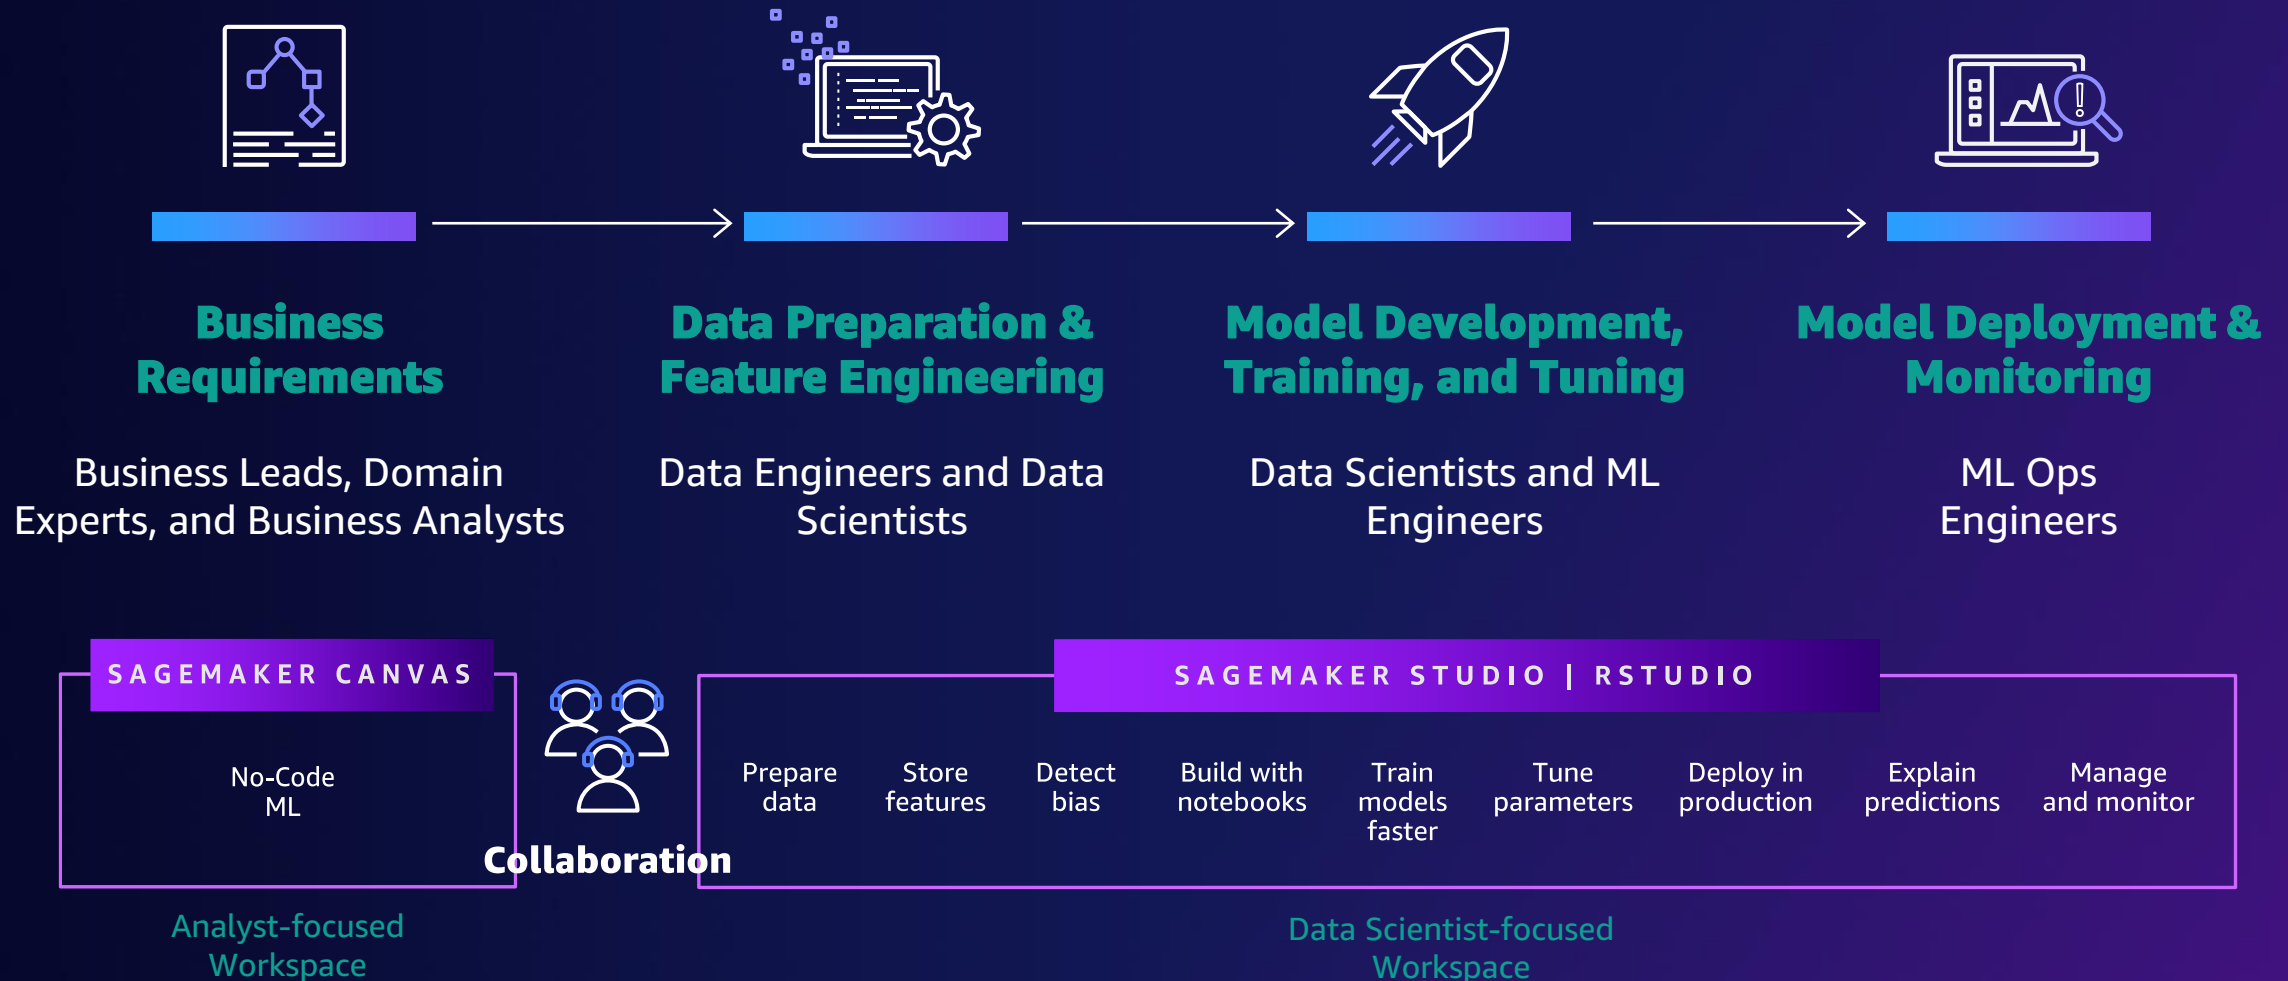 Business
Requirements
Data Preparation &
Feature Engineering
Model Development,
Training, and Tuning
Model Deployment &
Monitoring
Business Leads, Domain
Experts, and Business Analysts
Data Engineers and Data
Scientists
Data Scientists and ML
Engineers
ML Ops
Engineers
SAGEMAKER CANVAS
No-Code
ML
Collaboration
SAGEMAKER STUDIO | RSTUDIO
Prepare
data
Store
features
Detect
bias
Build with
notebooks
Train
models
faster
Tune
parameters
Deploy in
production
Explain
predictions
Manage
and monitor
Analyst-focused
Workspace
Data Scientist-focused
Workspace